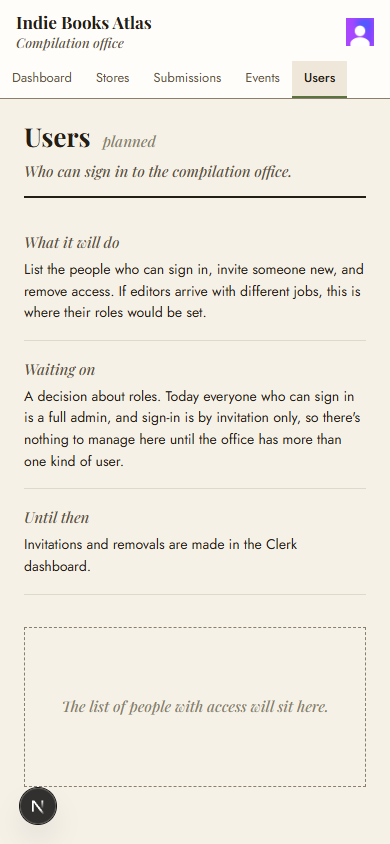 Indie Books Atlas
Compilation office
Dashboard
Stores
Submissions
Events
Users
Users planned
Who can sign in to the compilation office.
What it will do
List the people who can sign in, invite someone new, and
remove access. If editors arrive with different jobs, this is
where their roles would be set.
Waiting on
A decision about roles. Today everyone who can sign in
is a full admin, and sign-in is by invitation only, so there's
nothing to manage here until the office has more than
one kind of user.
Until then
Invitations and removals are made in the Clerk
dashboard.
The list of people with access will sit here.
N